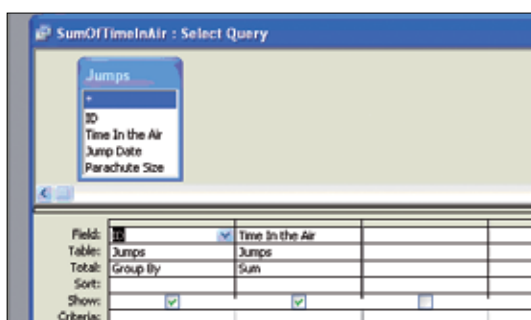 SumOfTimeInAir : Select Query
Jumps
*
ID
Time In the Air
Jump Date
Parachute Size
Field: ID Time In the Air
Table: Jumps Jumps
Total: Group By Sum
Sort:
Show:
Criteria: